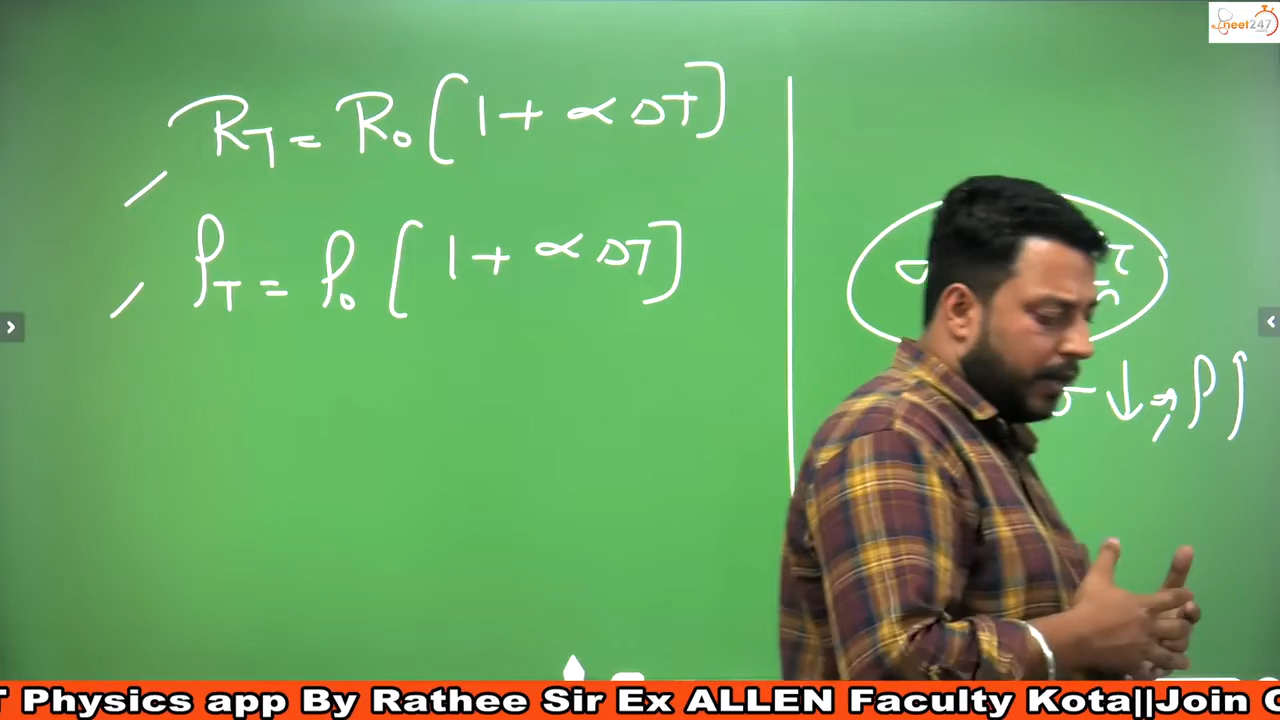 neet247
.com
R_T = R_0 [1 + α ΔT]
ρ_T = ρ_0 [1 + α ΔT]
σ ↓ ⇒ ρ ↑
T Physics app By Rathee Sir Ex ALLEN Faculty Kota||Join